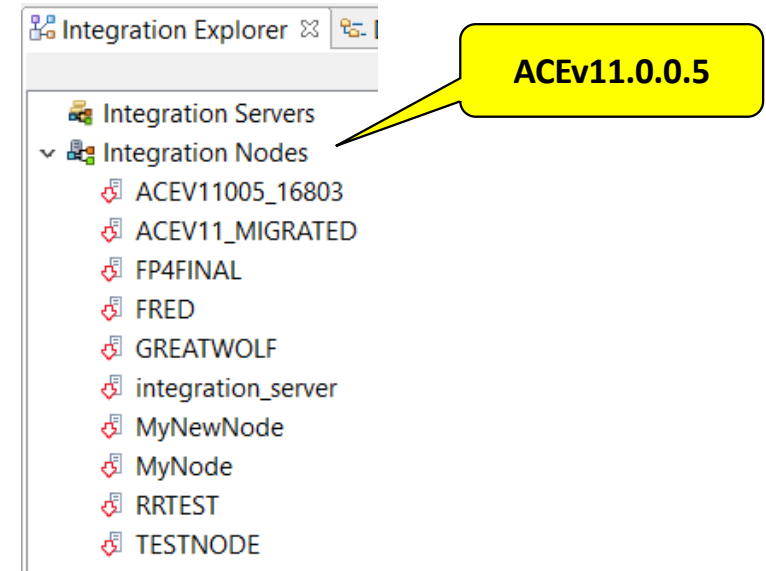 Integration Explorer
ACEv11.0.0.5
Integration Servers
Integration Nodes
ACEV11005_16803
ACEV11_MIGRATED
FP4FINAL
FRED
GREATWOLF
integration_server
MyNewNode
MyNode
RRTEST
TESTNODE